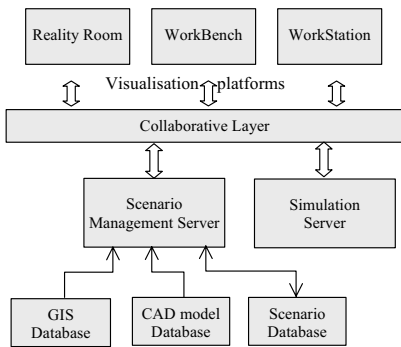 Reality Room
WorkBench
WorkStation
Visualisation platforms
Collaborative Layer
Scenario
Management Server
Simulation
Server
GIS
Database
CAD model
Database
Scenario
Database